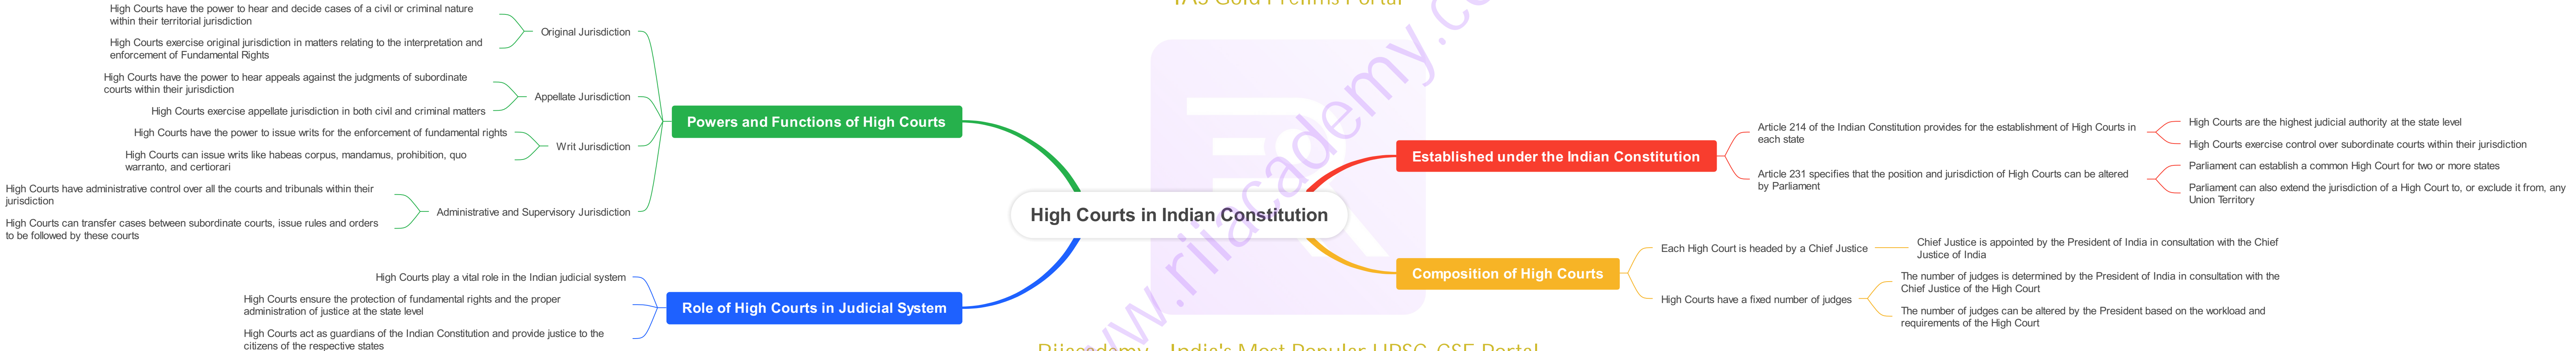 IAS Gold Prelims Portal
High Courts in Indian Constitution
Powers and Functions of High Courts
Original Jurisdiction
High Courts have the power to hear and decide cases of a civil or criminal nature
within their territorial jurisdiction
High Courts exercise original jurisdiction in matters relating to the interpretation and
enforcement of Fundamental Rights
Appellate Jurisdiction
High Courts have the power to hear appeals against the judgments of subordinate
courts within their jurisdiction
High Courts exercise appellate jurisdiction in both civil and criminal matters
Writ Jurisdiction
High Courts have the power to issue writs for the enforcement of fundamental rights
High Courts can issue writs like habeas corpus, mandamus, prohibition, quo
warranto, and certiorari
Administrative and Supervisory Jurisdiction
High Courts have administrative control over all the courts and tribunals within their
jurisdiction
High Courts can transfer cases between subordinate courts, issue rules and orders
to be followed by these courts
Role of High Courts in Judicial System
High Courts play a vital role in the Indian judicial system
High Courts ensure the protection of fundamental rights and the proper
administration of justice at the state level
High Courts act as guardians of the Indian Constitution and provide justice to the
citizens of the respective states
Established under the Indian Constitution
Article 214 of the Indian Constitution provides for the establishment of High Courts in
each state
High Courts are the highest judicial authority at the state level
High Courts exercise control over subordinate courts within their jurisdiction
Article 231 specifies that the position and jurisdiction of High Courts can be altered
by Parliament
Parliament can establish a common High Court for two or more states
Parliament can also extend the jurisdiction of a High Court to, or exclude it from, any
Union Territory
Composition of High Courts
Each High Court is headed by a Chief Justice
Chief Justice is appointed by the President of India in consultation with the Chief
Justice of India
High Courts have a fixed number of judges
The number of judges is determined by the President of India in consultation with the
Chief Justice of the High Court
The number of judges can be altered by the President based on the workload and
requirements of the High Court
www.rijiacademy.co
Rijiacademy - India's Most Popular UPSC-CSE Portal